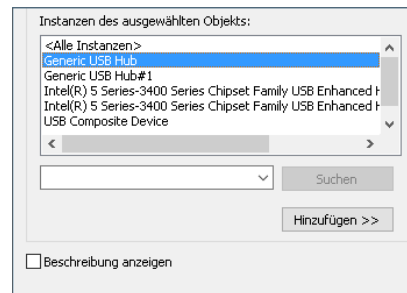 Instanzen des ausgewählten Objekts:
<Alle Instanzen>
Generic USB Hub
Generic USB Hub#1
Intel(R) 5 Series-3400 Series Chipset Family USB Enhanced
Intel(R) 5 Series-3400 Series Chipset Family USB Enhanced
USB Composite Device
Suchen
Hinzufügen >>
Beschreibung anzeigen